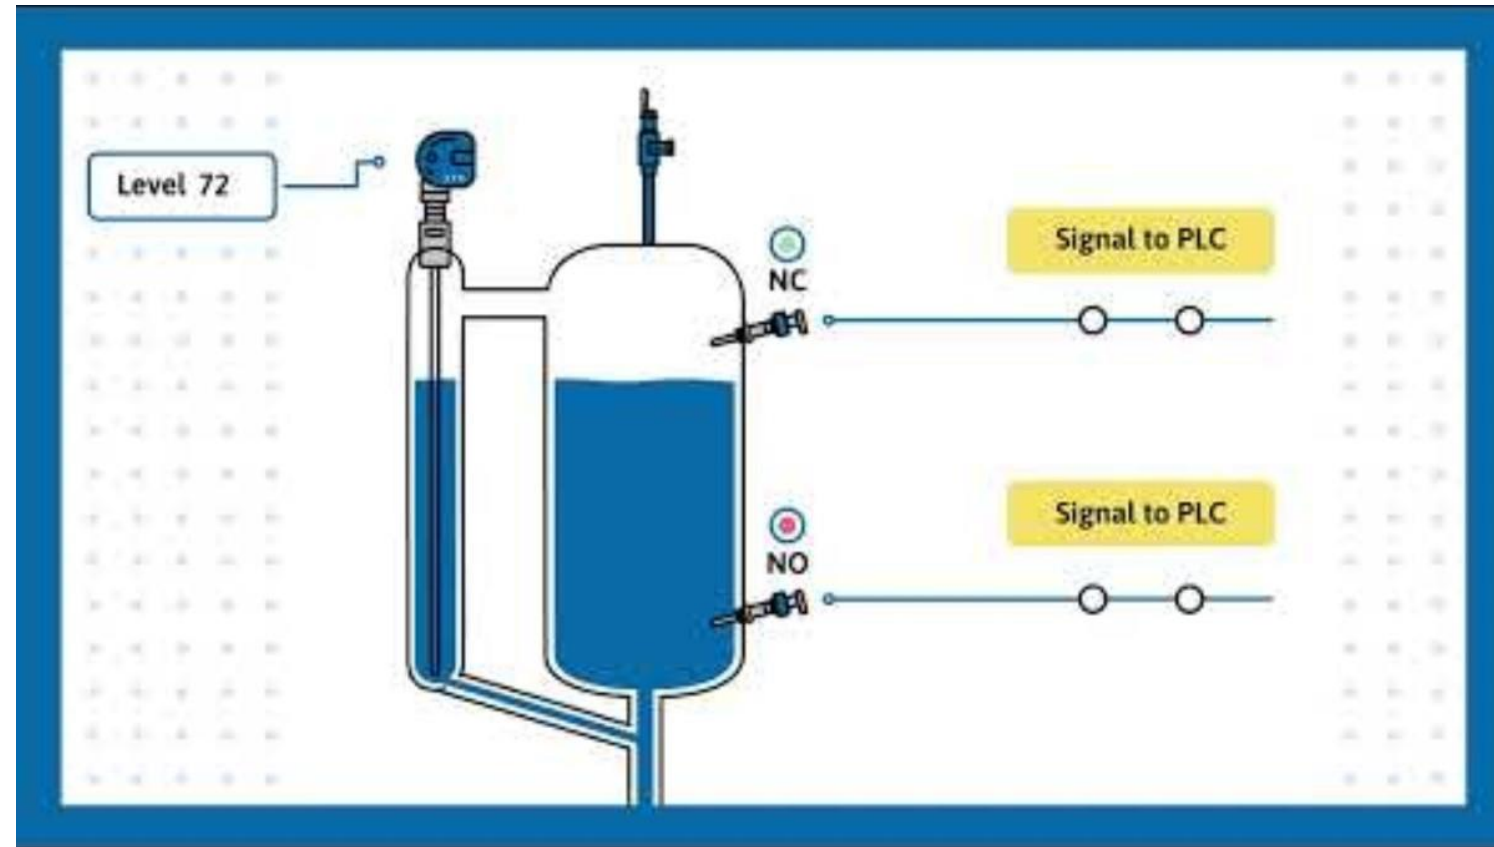 Level 72
NC
Signal to PLC
NO
Signal to PLC